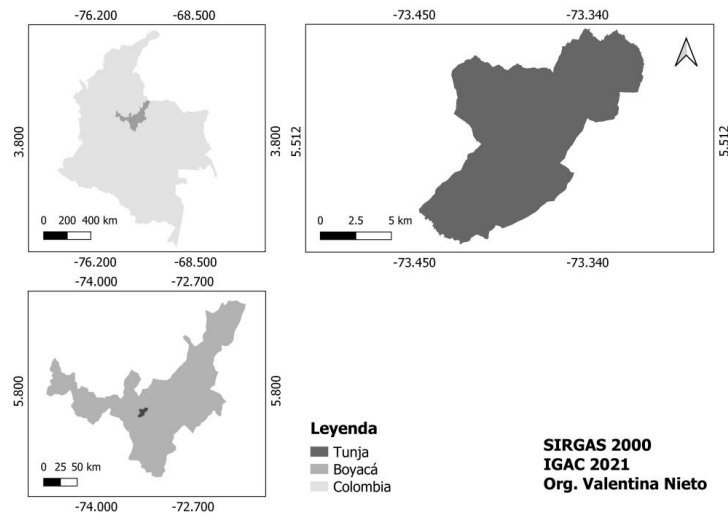 -76.200 -68.500
3.800
3.800
0 200 400 km
-76.200 -68.500
-73.450 -73.340
5.512
5.512
0 2.5 5 km
-73.450 -73.340
-74.000 -72.700
5.800
5.800
0 25 50 km
-74.000 -72.700
Leyenda
Tunja
Boyacá
Colombia
SIRGAS 2000
IGAC 2021
Org. Valentina Nieto